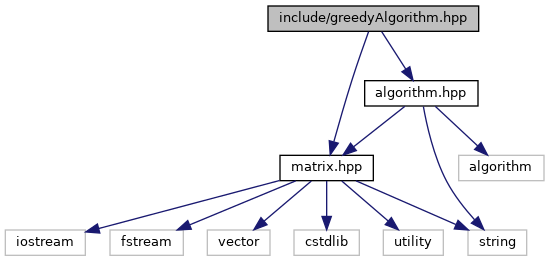 include/greedyAlgorithm.hpp
algorithm.hpp
matrix.hpp
algorithm
iostream
fstream
vector
cstdlib
utility
string